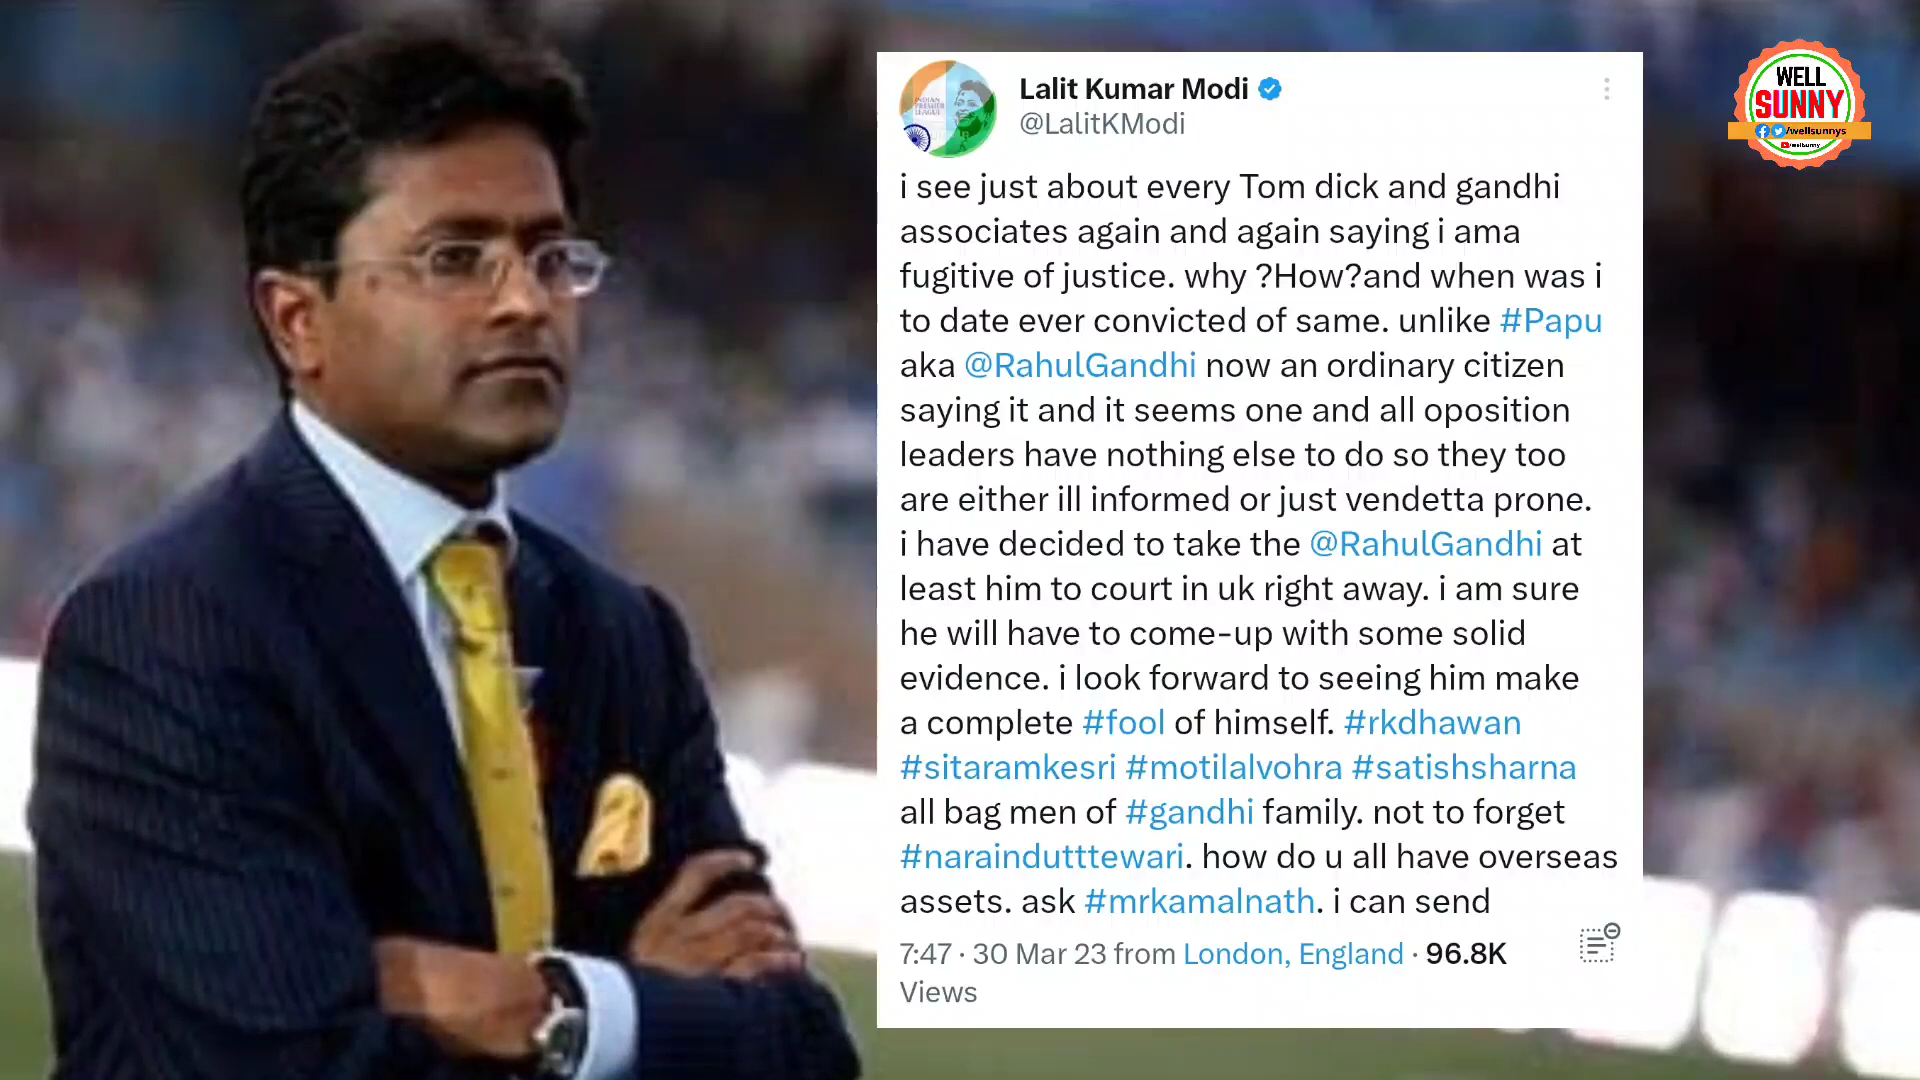 Lalit Kumar Modi
@LalitKModi
i see just about every Tom dick and gandhi
associates again and again saying i ama
fugitive of justice. why ?How?and when was i
to date ever convicted of same. unlike #Papu
aka @RahulGandhi now an ordinary citizen
saying it and it seems one and all oposition
leaders have nothing else to do so they too
are either ill informed or just vendetta prone.
i have decided to take the @RahulGandhi at
least him to court in uk right away. i am sure
he will have to come-up with some solid
evidence. i look forward to seeing him make
a complete #fool of himself. #rkdhawan
#sitaramkesri #motilalvohra #satishsharna
all bag men of #gandhi family. not to forget
#naraindutttewari. how do u all have overseas
assets. ask #mrkamalnath. i can send
7:47 · 30 Mar 23 from London, England · 96.8K
Views
INDIAN
PREMIER
LEAGUE
WELL
SUNNY
/wellsunnys
/wellsunny